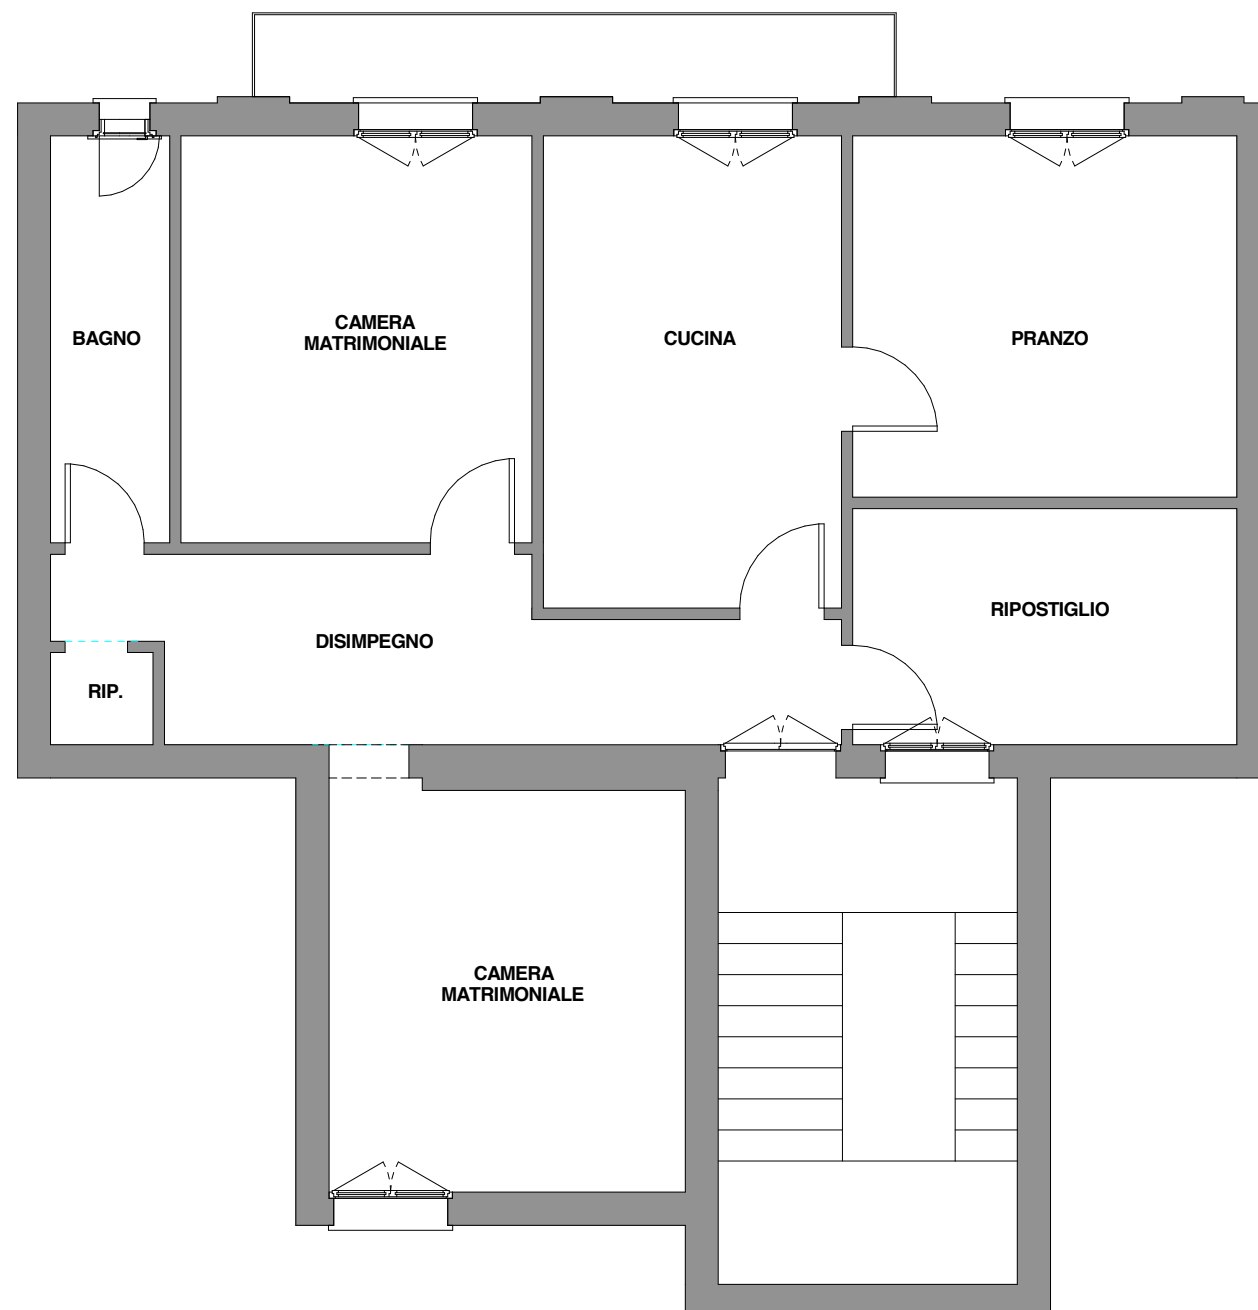 BAGNO
CAMERA
MATRIMONIALE
CUCINA
PRANZO
RIPOSTIGLIO
DISIMPEGNO
RIP.
CAMERA
MATRIMONIALE